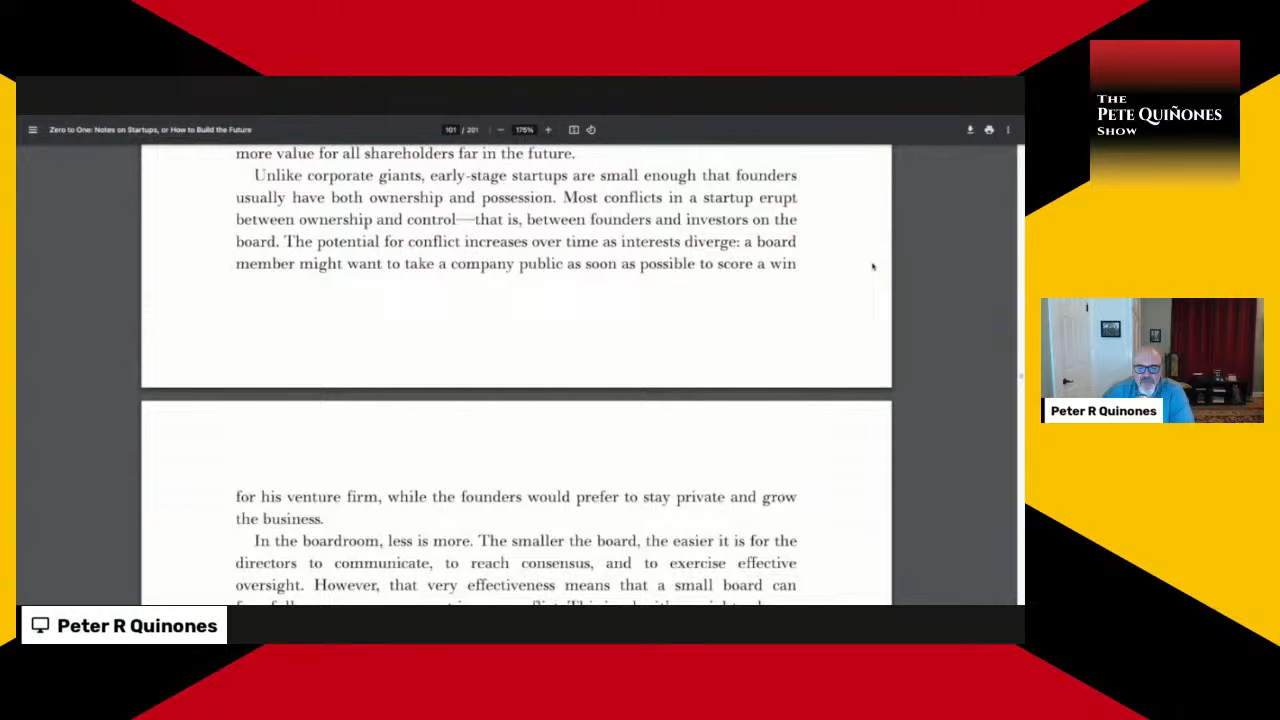 THE
PETE QUIÑONES
SHOW
Zero to One: Notes on Startups, or How to Build the Future
101 / 201
175%
more value for all shareholders far in the future.
Unlike corporate giants, early-stage startups are small enough that founders
usually have both ownership and possession. Most conflicts in a startup erupt
between ownership and control—that is, between founders and investors on the
board. The potential for conflict increases over time as interests diverge: a board
member might want to take a company public as soon as possible to score a win
for his venture firm, while the founders would prefer to stay private and grow
the business.
In the boardroom, less is more. The smaller the board, the easier it is for the
directors to communicate, to reach consensus, and to exercise effective
oversight. However, that very effectiveness means that a small board can
Peter R Quinones
Peter R Quinones